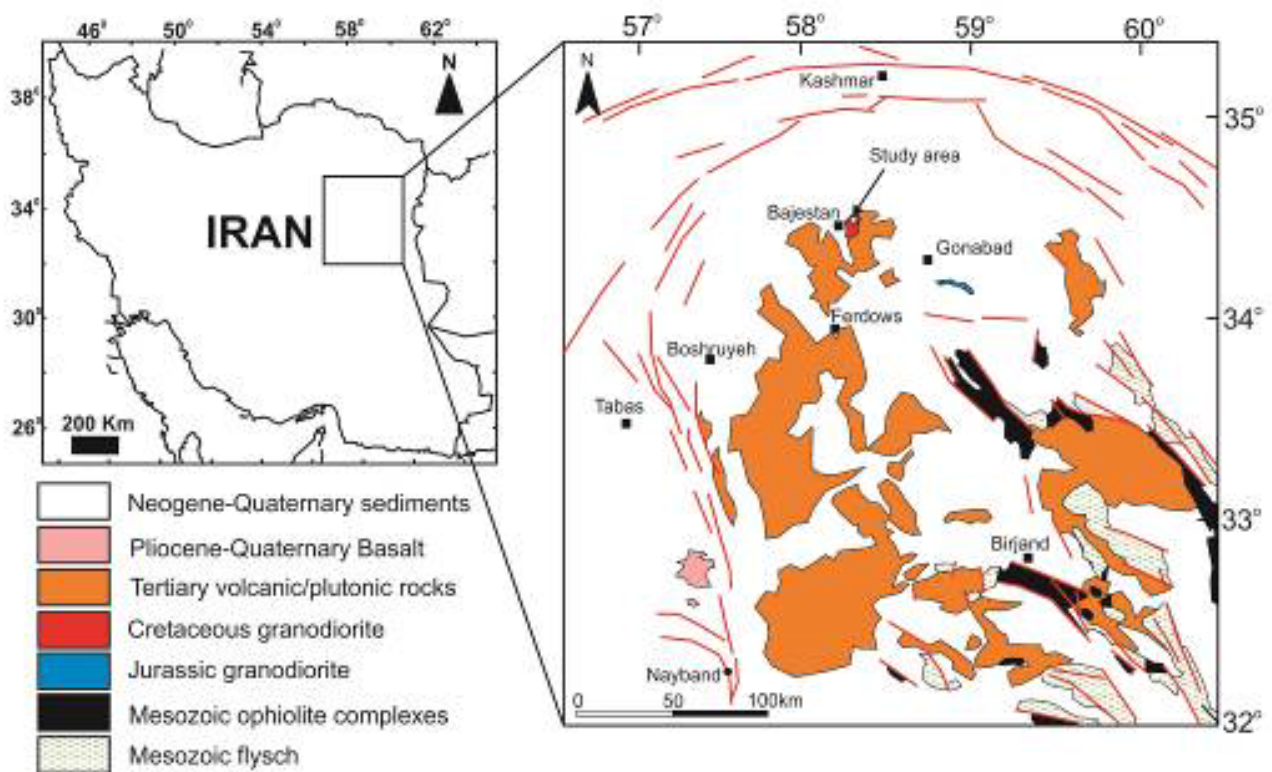 46° 50° 54° 58° 62°
38°
34°
30°
26°
N
IRAN
200 Km
57° 58° 59° 60°
35°
34°
33°
32°
N
Kashmar
Study area
Bajestan
Gonabad
Ferdows
Boshruyeh
Tabas
Birjand
Nayband
0 50 100km
Neogene-Quaternary sediments
Pliocene-Quaternary Basalt
Tertiary volcanic/plutonic rocks
Cretaceous granodiorite
Jurassic granodiorite
Mesozoic ophiolite complexes
Mesozoic flysch